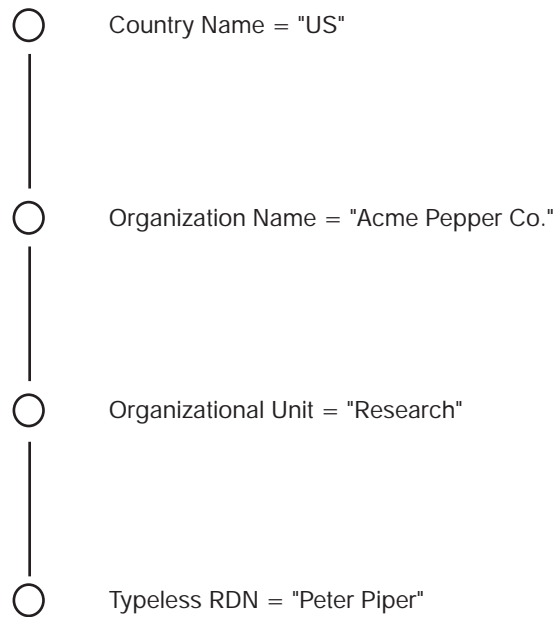 Country Name = "US"
Organization Name = "Acme Pepper Co."
Organizational Unit = "Research"
Typeless RDN = "Peter Piper"